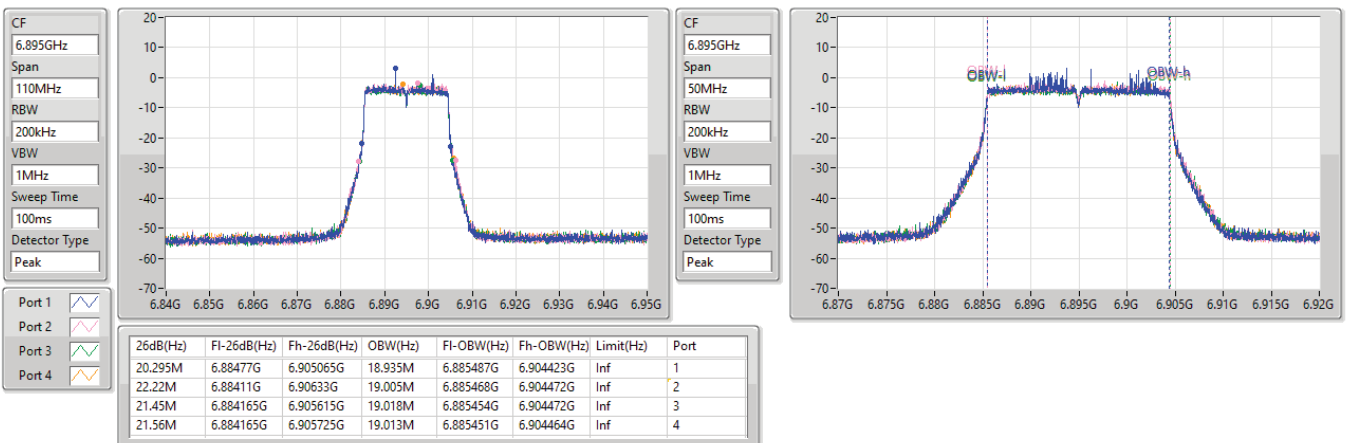 CF
6.895GHz
Span
110MHz
RBW
200kHz
VBW
1MHz
Sweep Time
100ms
Detector Type
Peak
20
10
0
-10
-20
-30
-40
-50
-60
-70
6.84G 6.85G 6.86G 6.87G 6.88G 6.89G 6.9G 6.91G 6.92G 6.93G 6.94G 6.95G
CF
6.895GHz
Span
50MHz
RBW
200kHz
VBW
1MHz
Sweep Time
100ms
Detector Type
Peak
20
10
0
-10
-20
-30
-40
-50
-60
-70
OBW-l OBW-h
6.87G 6.875G 6.88G 6.885G 6.89G 6.895G 6.9G 6.905G 6.91G 6.915G 6.92G
Port 1
Port 2
Port 3
Port 4
26dB(Hz) Fl-26dB(Hz) Fh-26dB(Hz) OBW(Hz) Fl-OBW(Hz) Fh-OBW(Hz) Limit(Hz) Port
20.295M 6.88477G 6.905065G 18.935M 6.885487G 6.904423G Inf 1
22.22M 6.88411G 6.90633G 19.005M 6.885468G 6.904472G Inf 2
21.45M 6.884165G 6.905615G 19.018M 6.885454G 6.904472G Inf 3
21.56M 6.884165G 6.905725G 19.013M 6.885451G 6.904464G Inf 4